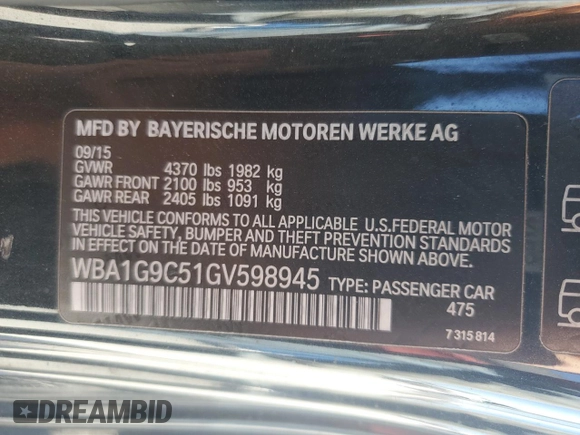 MFD BY BAYERISCHE MOTOREN WERKE AG
09/15
GVWR 4370 lbs 1982 kg
GAWR FRONT 2100 lbs 953 kg
GAWR REAR 2405 lbs 1091 kg
THIS VEHICLE CONFORMS TO ALL APPLICABLE U.S.FEDERAL MOTOR
VEHICLE SAFETY, BUMPER AND THEFT PREVENTION STANDARDS IN
EFFECT ON DATE OF MANUFACTURE SHOWN ABOVE.
WBA1G9C51GV598945 TYPE: PASSENGER CAR
475
7 315 814
DREAMBID